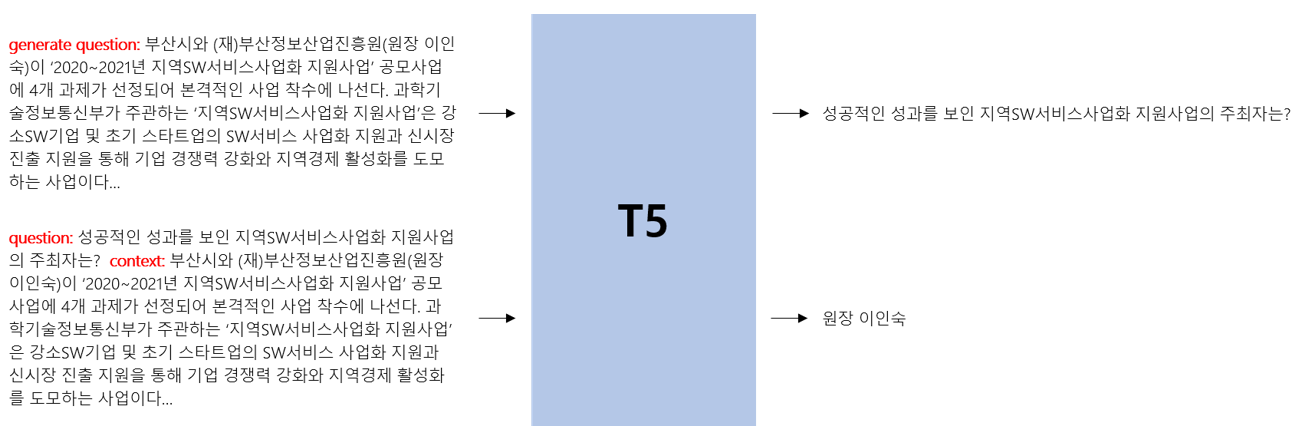 generate question: 부산시와 (재)부산정보산업진흥원(원장 이인
숙)이 ‘2020~2021년 지역SW서비스사업화 지원사업’ 공모사업
에 4개 과제가 선정되어 본격적인 사업 착수에 나선다. 과학기
술정보통신부가 주관하는 ‘지역SW서비스사업화 지원사업’은 강
소SW기업 및 초기 스타트업의 SW서비스 사업화 지원과 신시장
진출 지원을 통해 기업 경쟁력 강화와 지역경제 활성화를 도모
하는 사업이다...
성공적인 성과를 보인 지역SW서비스사업화 지원사업의 주최자는?
T5
question: 성공적인 성과를 보인 지역SW서비스사업화 지원사업
의 주최자는? context: 부산시와 (재)부산정보산업진흥원(원장
이인숙)이 ‘2020~2021년 지역SW서비스사업화 지원사업’ 공모
사업에 4개 과제가 선정되어 본격적인 사업 착수에 나선다. 과
학기술정보통신부가 주관하는 ‘지역SW서비스사업화 지원사업’
은 강소SW기업 및 초기 스타트업의 SW서비스 사업화 지원과
신시장 진출 지원을 통해 기업 경쟁력 강화와 지역경제 활성화
를 도모하는 사업이다...
원장 이인숙